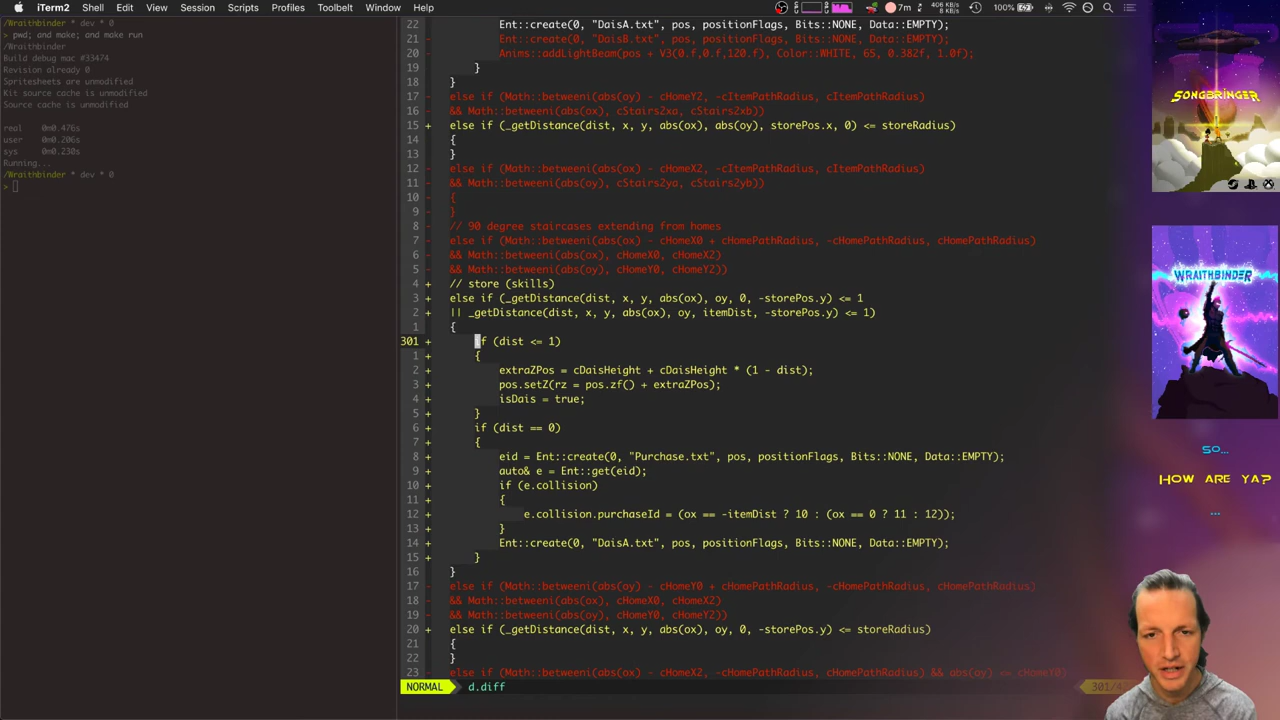 iTerm2 Shell Edit View Session Scripts Profiles Toolbelt Window Help 7m 406 KB/s 100%
/Wraithbinder * dev * 0
> pwd; and make; and make run
/Wraithbinder
Build debug mac #33474
Revision already 0
Spritesheets are unmodified
Kit source cache is unmodified
Source cache is unmodified
real 0m0.476s
user 0m0.206s
sys 0m0.230s
Running...
/Wraithbinder * dev * 0
>
22 Ent::create(0, "DaisA.txt", pos, positionFlags, Bits::NONE, Data::EMPTY);
21 - Ent::create(0, "DaisB.txt", pos, positionFlags, Bits::NONE, Data::EMPTY);
20 - Anims::addLightBeam(pos + V3(0.f,0.f,120.f), Color::WHITE, 65, 0.382f, 1.0f);
19 }
18 }
17 - else if (Math::betweeni(abs(oy) - cHomeY2, -cItemPathRadius, cItemPathRadius)
16 - && Math::betweeni(abs(ox), cStairs2xa, cStairs2xb))
15 + else if (_getDistance(dist, x, y, abs(ox), abs(oy), storePos.x, 0) <= storeRadius)
14 {
13 }
12 - else if (Math::betweeni(abs(ox) - cHomeX2, -cItemPathRadius, cItemPathRadius)
11 - && Math::between(abs(oy), cStairs2ya, cStairs2yb))
10 - {
9 - }
8 - // 90 degree staircases extending from homes
7 - else if (Math::betweeni(abs(ox) - cHomeX0 + cHomePathRadius, -cHomePathRadius, cHomePathRadius)
6 - && Math::betweeni(abs(ox), cHomeX0, cHomeX2)
5 - && Math::betweeni(abs(oy), cHomeY0, cHomeY2))
4 + // store (skills)
3 + else if (_getDistance(dist, x, y, abs(ox), oy, 0, -storePos.y) <= 1
2 + || _getDistance(dist, x, y, abs(ox), oy, itemDist, -storePos.y) <= 1)
1 {
301 + if (dist <= 1)
1 + {
2 + extraZPos = cDaisHeight + cDaisHeight * (1 - dist);
3 + pos.setZ(rz = pos.zf() + extraZPos);
4 + isDais = true;
5 + }
6 + if (dist == 0)
7 + {
8 + eid = Ent::create(0, "Purchase.txt", pos, positionFlags, Bits::NONE, Data::EMPTY);
9 + auto& e = Ent::get(eid);
10 + if (e.collision)
11 + {
12 + e.collision.purchaseId = (ox == -itemDist ? 10 : (ox == 0 ? 11 : 12));
13 + }
14 + Ent::create(0, "DaisA.txt", pos, positionFlags, Bits::NONE, Data::EMPTY);
15 + }
16 }
17 - else if (Math::betweeni(abs(oy) - cHomeY0 + cHomePathRadius, -cHomePathRadius, cHomePathRadius)
18 - && Math::betweeni(abs(ox), cHomeX0, cHomeX2)
19 - && Math::betweeni(abs(oy), cHomeY0, cHomeY2))
20 + else if (_getDistance(dist, x, y, abs(ox), oy, 0, -storePos.y) <= storeRadius)
21 {
22 }
23 - else if (Math::betweeni(abs(ox) - cHomeX2, -cHomePathRadius, cHomePathRadius) && abs(oy) <= cHomeY0)
NORMAL d.diff
SONGBRINGER
WRAITHBINDER
SO...
HOW ARE YA?
...